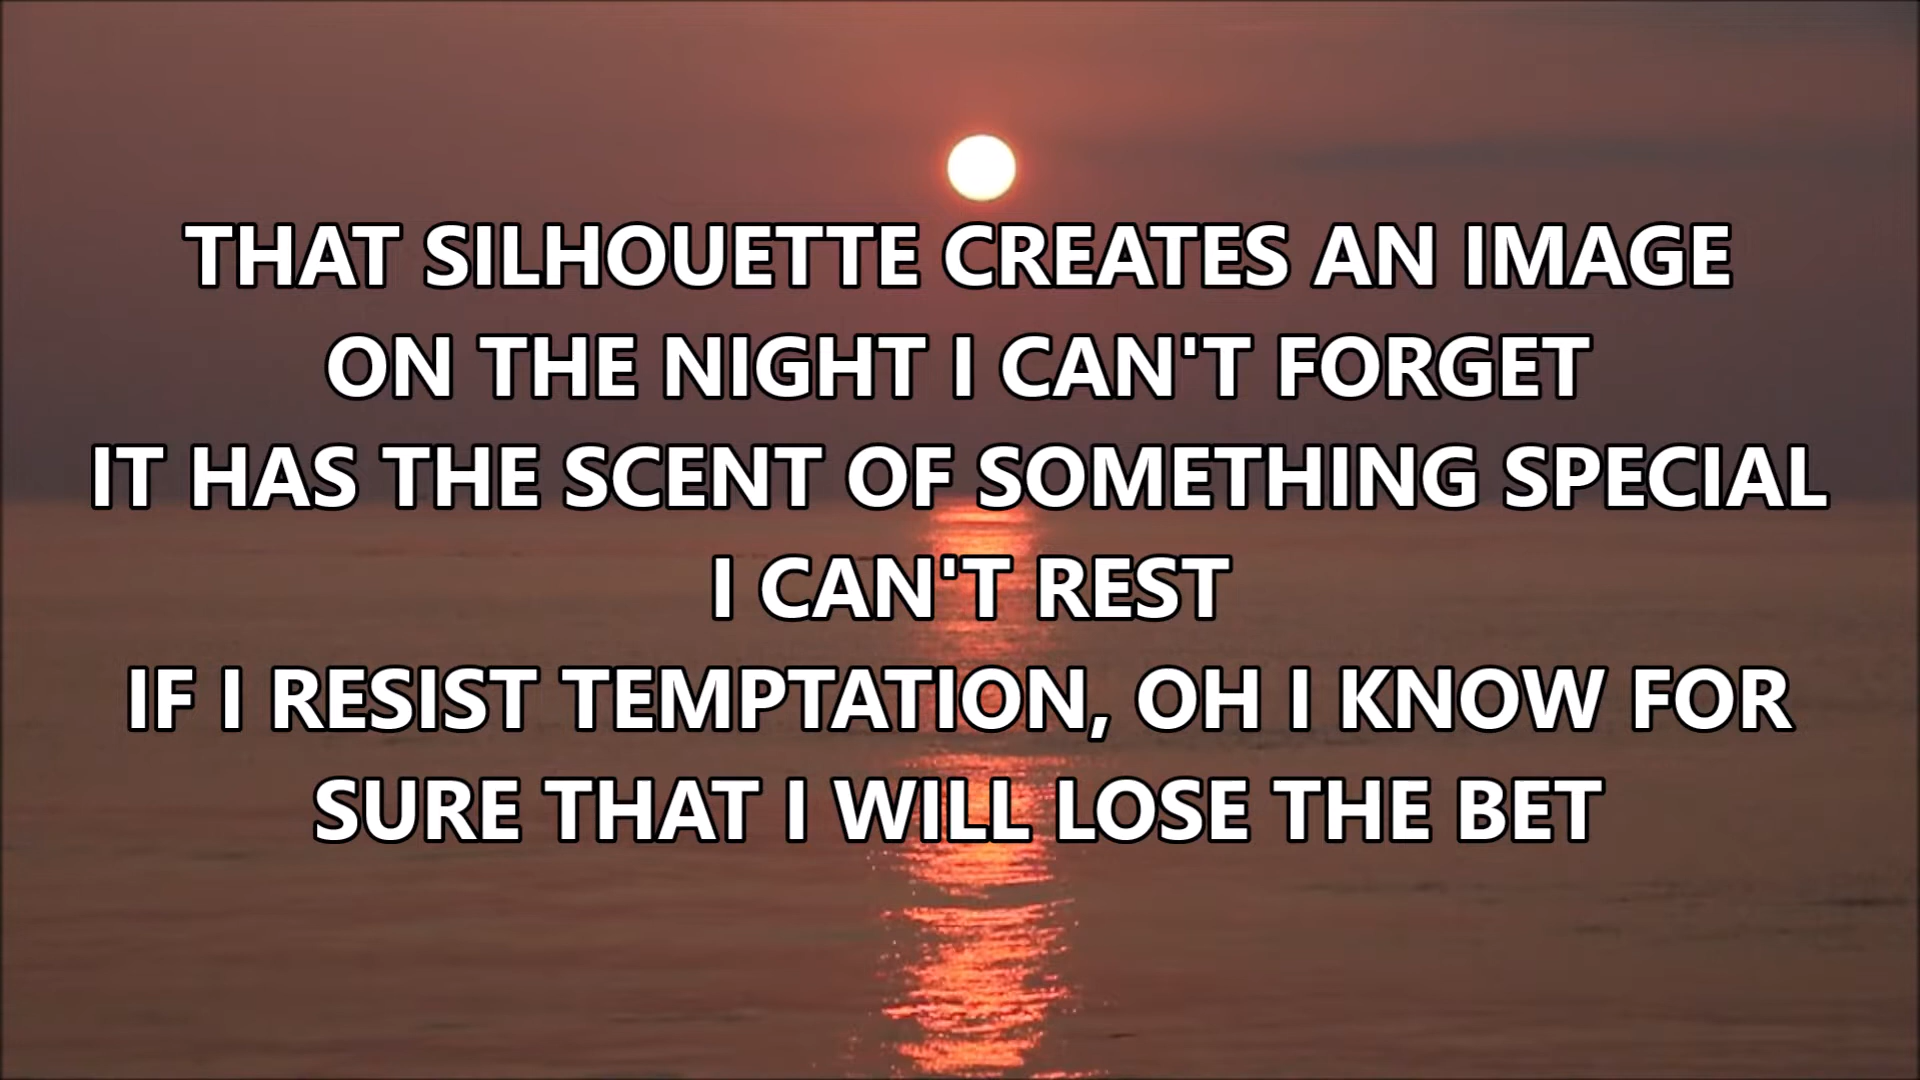 THAT SILHOUETTE CREATES AN IMAGE
ON THE NIGHT I CAN'T FORGET
IT HAS THE SCENT OF SOMETHING SPECIAL
I CAN'T REST
IF I RESIST TEMPTATION, OH I KNOW FOR
SURE THAT I WILL LOSE THE BET